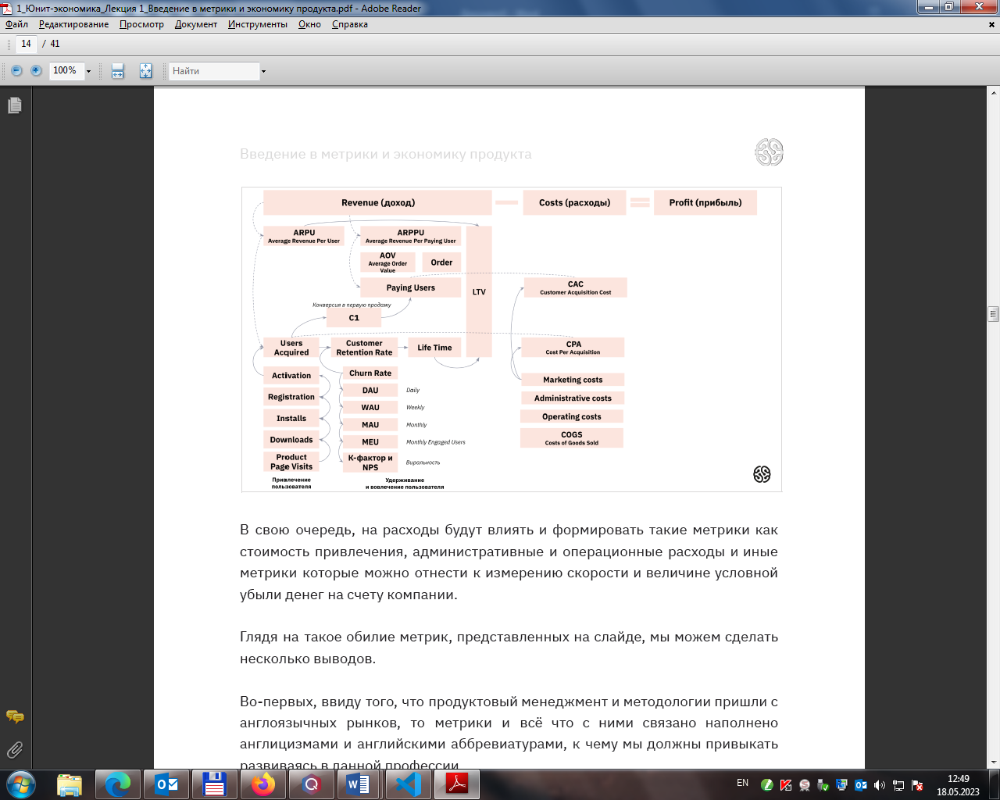 1_Юнит-экономика_Лекция 1_Введение в метрики и экономику продукта.pdf - Adobe Reader
Файл Редактирование Просмотр Документ Инструменты Окно Справка
14 / 41
100% Найти
Введение в метрики и экономику продукта
Revenue (доход) Costs (расходы) Profit (прибыль)
ARPU
Average Revenue Per User
ARPPU
Average Revenue Per Paying User
AOV
Average Order
Value
Order
Paying Users
LTV
CAC
Customer Acquisition Cost
Конверсия в первую продажу
C1
Users
Acquired
Customer
Retention Rate
Life Time
CPA
Cost Per Acquisition
Activation
Registration
Installs
Downloads
Product
Page Visits
Привлечение
пользователя
Churn Rate
DAU Daily
WAU Weekly
MAU Monthly
MEU Monthly Engaged Users
К-фактор и
NPS
Виральность
Удерживание
и вовлечение пользователя
Marketing costs
Administrative costs
Operating costs
COGS
Costs of Goods Sold
В свою очередь, на расходы будут влиять и формировать такие метрики как
стоимость привлечения, административные и операционные расходы и иные
метрики которые можно отнести к измерению скорости и величине условной
убыли денег на счету компании.
Глядя на такое обилие метрик, представленных на слайде, мы можем сделать
несколько выводов.
Во-первых, ввиду того, что продуктовый менеджмент и методологии пришли с
англоязычных рынков, то метрики и всё что с ними связано наполнено
англицизмами и английскими аббревиатурами, к чему мы должны привыкать
развиваясь в данной профессии.
EN
12:49
18.05.2023